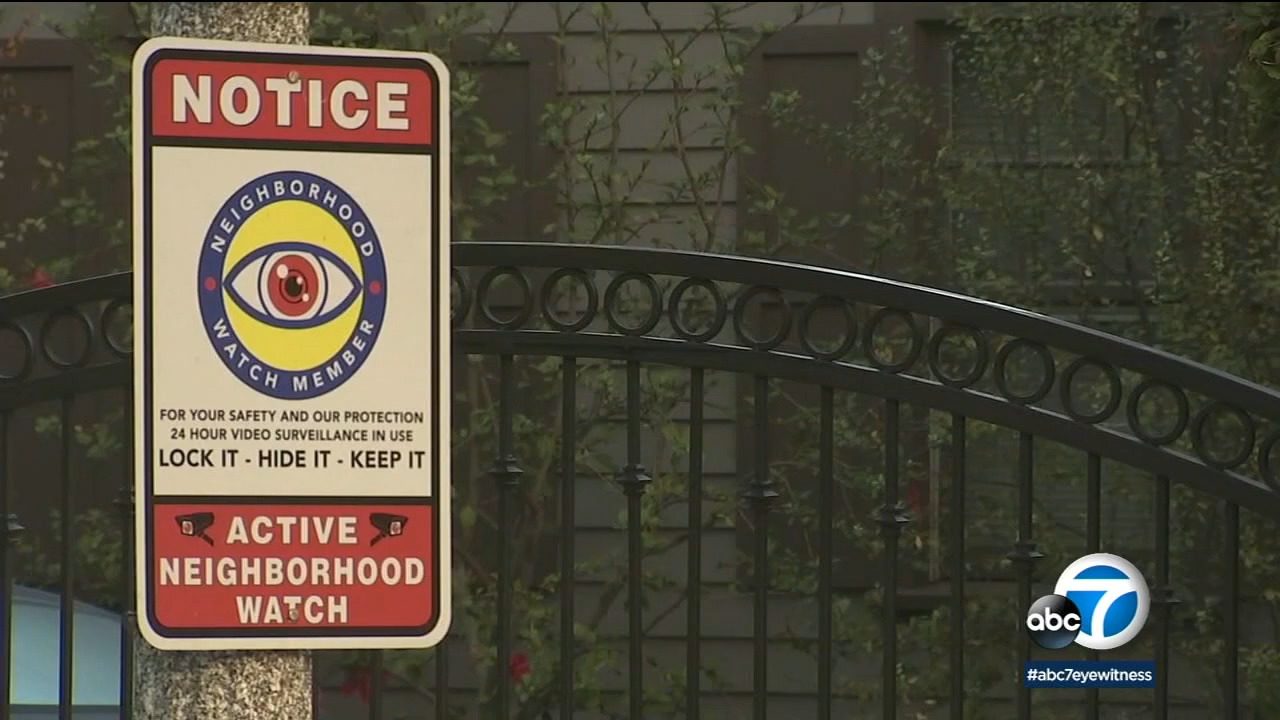 NOTICE
NEIGHBORHOOD
WATCH MEMBER
FOR YOUR SAFETY AND OUR PROTECTION
24 HOUR VIDEO SURVEILLANCE IN USE
LOCK IT - HIDE IT - KEEP IT
ACTIVE
NEIGHBORHOOD
WATCH
abc 7
#abc7eyewitness